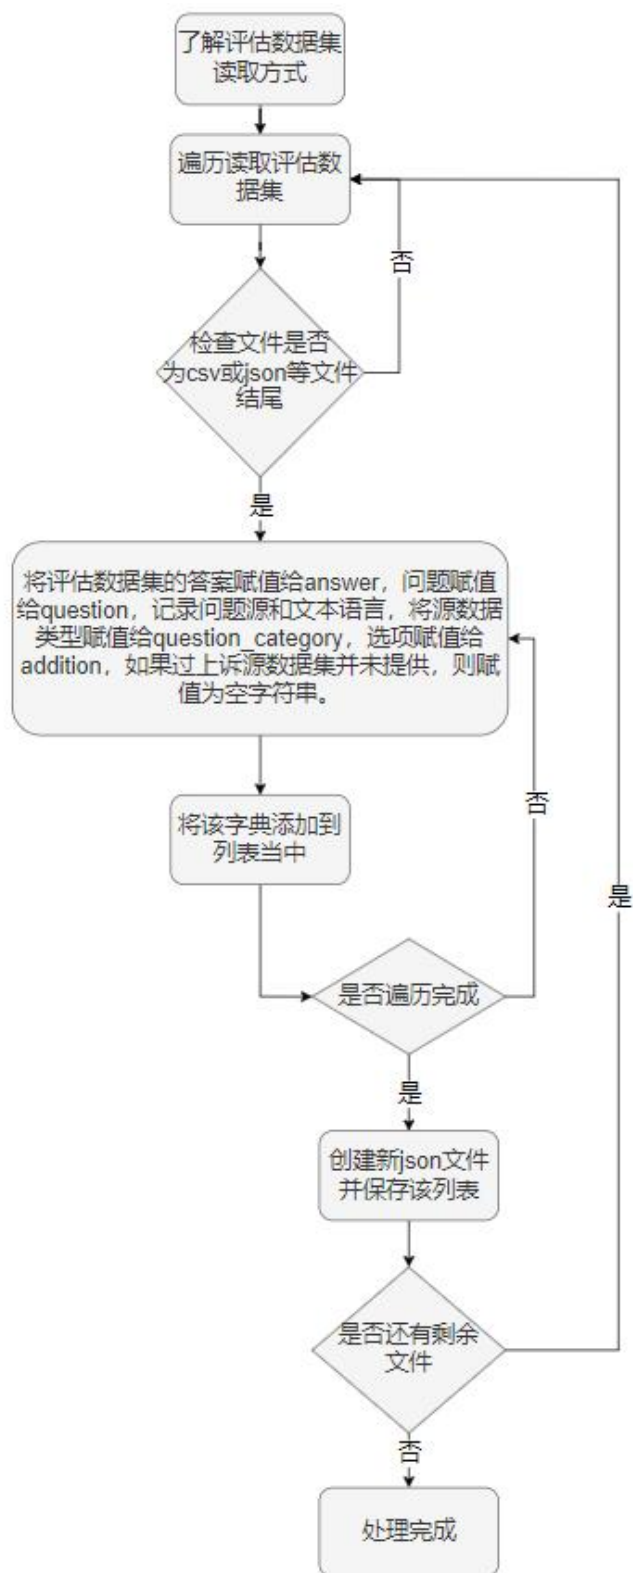 了解评估数据集
读取方式
遍历读取评估数
据集
否
检查文件是否
为csv或json等文件
结尾
是
将评估数据集的答案赋值给answer，问题赋值
给question，记录问题源和文本语言，将源数据
类型赋值给question_category，选项赋值给
addition，如果过上诉源数据集并未提供，则赋
值为空字符串。
否
将该字典添加到
列表当中
是
是否遍历完成
是
创建新json文件
并保存该列表
是否还有剩余
文件
否
处理完成